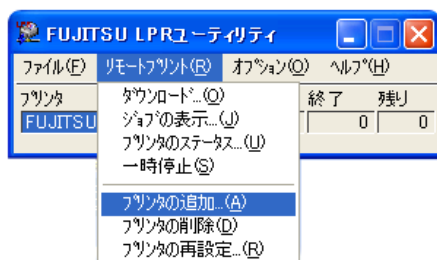 FUJITSU LPRユーティリティ
ファイル(F) リモートプリント(R) オプション(O) ヘルプ(H)
プリンタ 終了 残り
FUJITSU 0 0
ダウンロード...(O)
ジョブの表示...(J)
プリンタのステータス...(U)
一時停止(S)
プリンタの追加...(A)
プリンタの削除(D)
プリンタの再設定...(R)